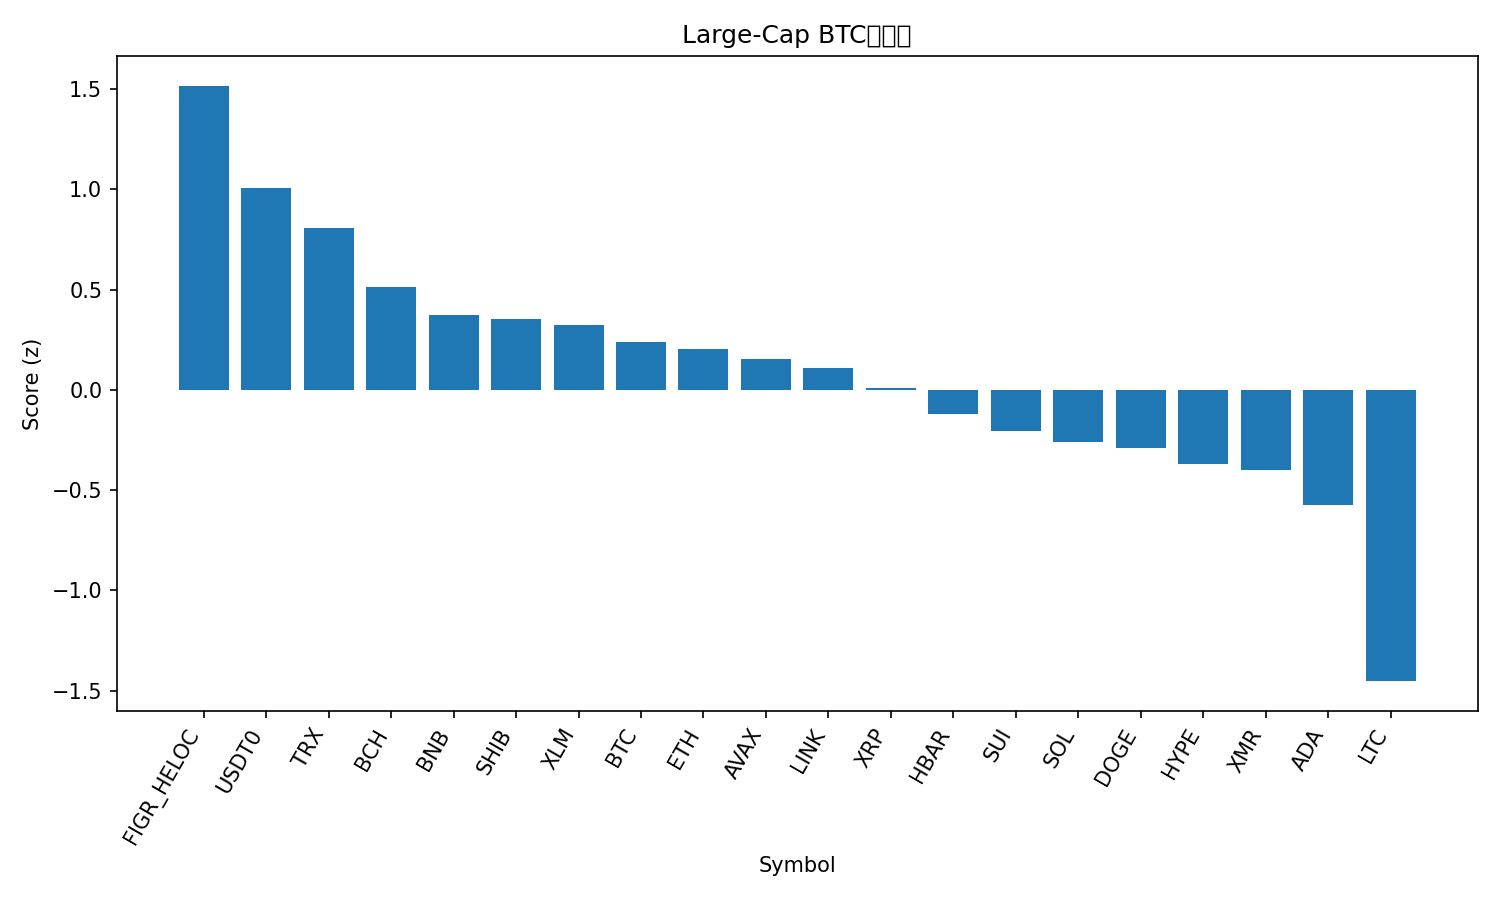 Large-Cap BTC
Score (z)
1.5
1.0
0.5
0.0
−0.5
−1.0
−1.5
FIGR_HELOC
USDT0
TRX
BCH
BNB
SHIB
XLM
BTC
ETH
AVAX
LINK
XRP
HBAR
SUI
SOL
DOGE
HYPE
XMR
ADA
LTC
Symbol